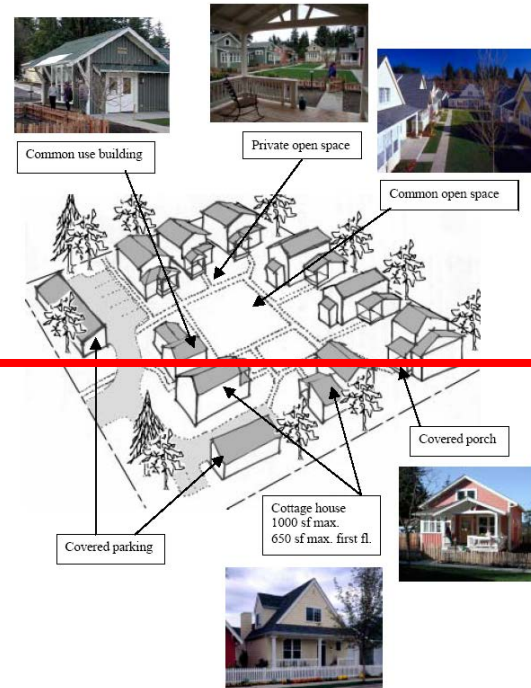 Common use building
Private open space
Common open space
Covered porch
Cottage house
1000 sf max.
650 sf max. first fl.
Covered parking